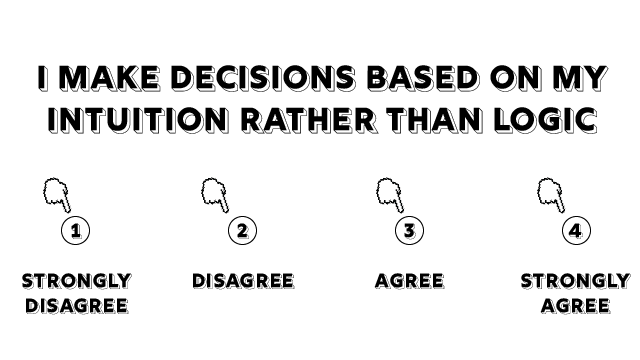 I MAKE DECISIONS BASED ON MY
INTUITION RATHER THAN LOGIC
1 2 3 4
STRONGLY DISAGREE AGREE STRONGLY
DISAGREE AGREE